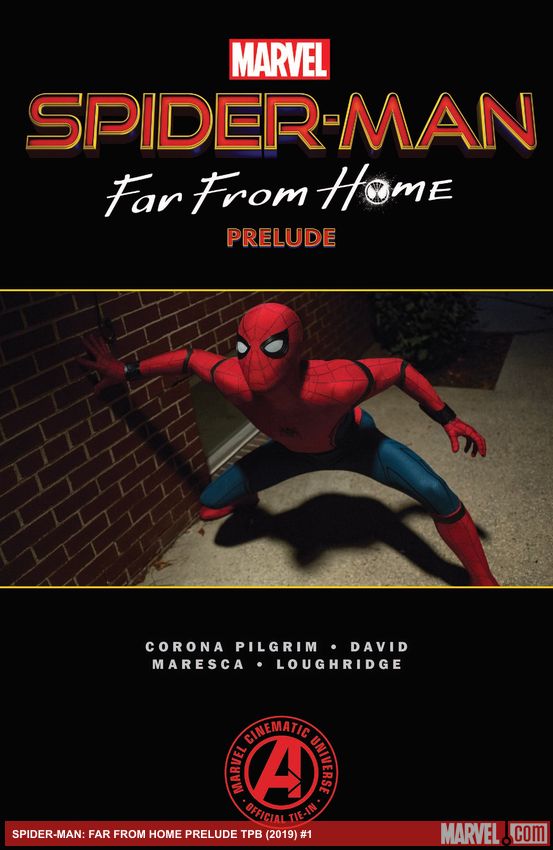 MARVEL
SPIDER-MAN
Far From Home
PRELUDE
CORONA PILGRIM • DAVID
MARESCA • LOUGHRIDGE
MARVEL CINEMATIC UNIVERSE
• OFFICIAL TIE-IN •
SPIDER-MAN: FAR FROM HOME PRELUDE TPB (2019) #1
MARVEL.com